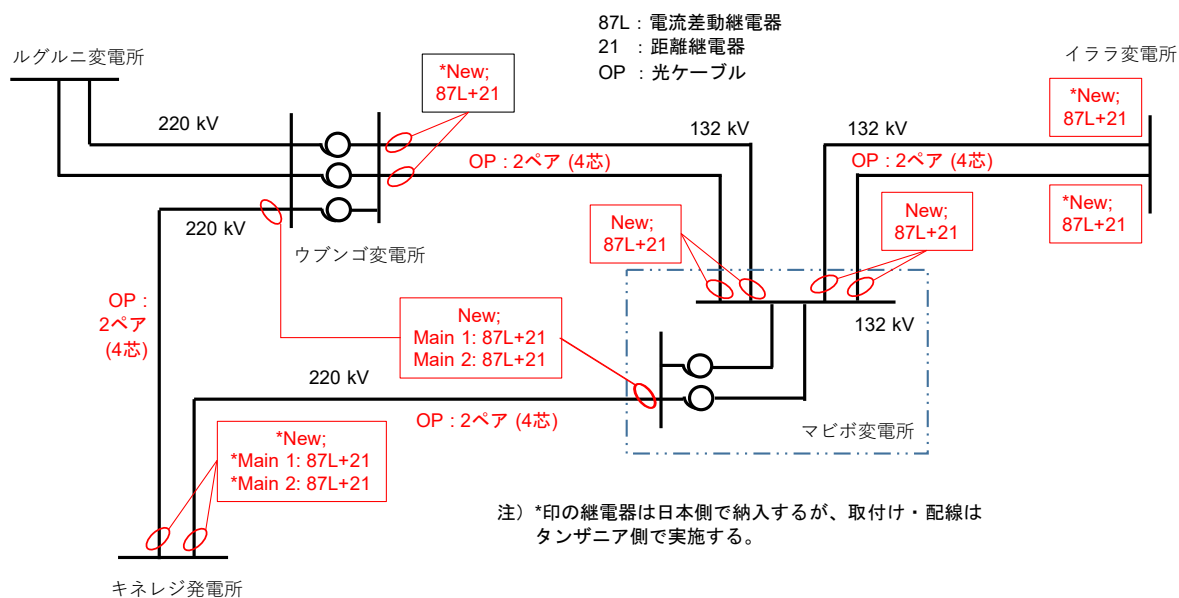 87L : 電流差動継電器
21 : 距離継電器
OP : 光ケーブル
ルグルニ変電所
イララ変電所
*New;
87L+21
*New;
87L+21
220 kV
132 kV
132 kV
OP : 2ペア (4芯)
OP : 2ペア (4芯)
*New;
87L+21
220 kV
ウブンゴ変電所
New;
87L+21
New;
87L+21
OP :
2ペア
(4芯)
New;
Main 1: 87L+21
Main 2: 87L+21
132 kV
220 kV
OP : 2ペア (4芯)
マビボ変電所
*New;
*Main 1: 87L+21
*Main 2: 87L+21
注）*印の継電器は日本側で納入するが、取付け・配線は
タンザニア側で実施する。
キネレジ発電所